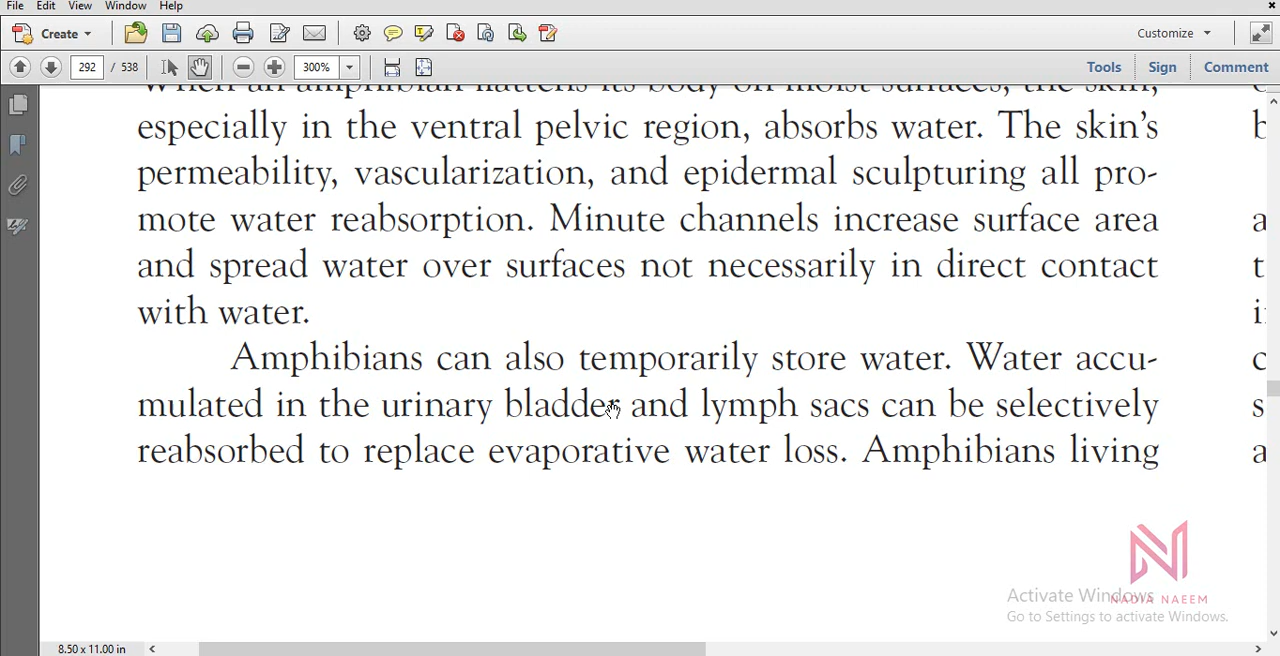 File Edit View Window Help
Create Customize
292 / 538 300% Tools Sign Comment
When an amphibian flattens its body on moist surfaces, the skin,
especially in the ventral pelvic region, absorbs water. The skin's
permeability, vascularization, and epidermal sculpturing all pro-
mote water reabsorption. Minute channels increase surface area
and spread water over surfaces not necessarily in direct contact
with water.
Amphibians can also temporarily store water. Water accu-
mulated in the urinary bladder and lymph sacs can be selectively
reabsorbed to replace evaporative water loss. Amphibians living
NADIA NAEEM
Activate Windows
Go to Settings to activate Windows.
8.50 x 11.00 in